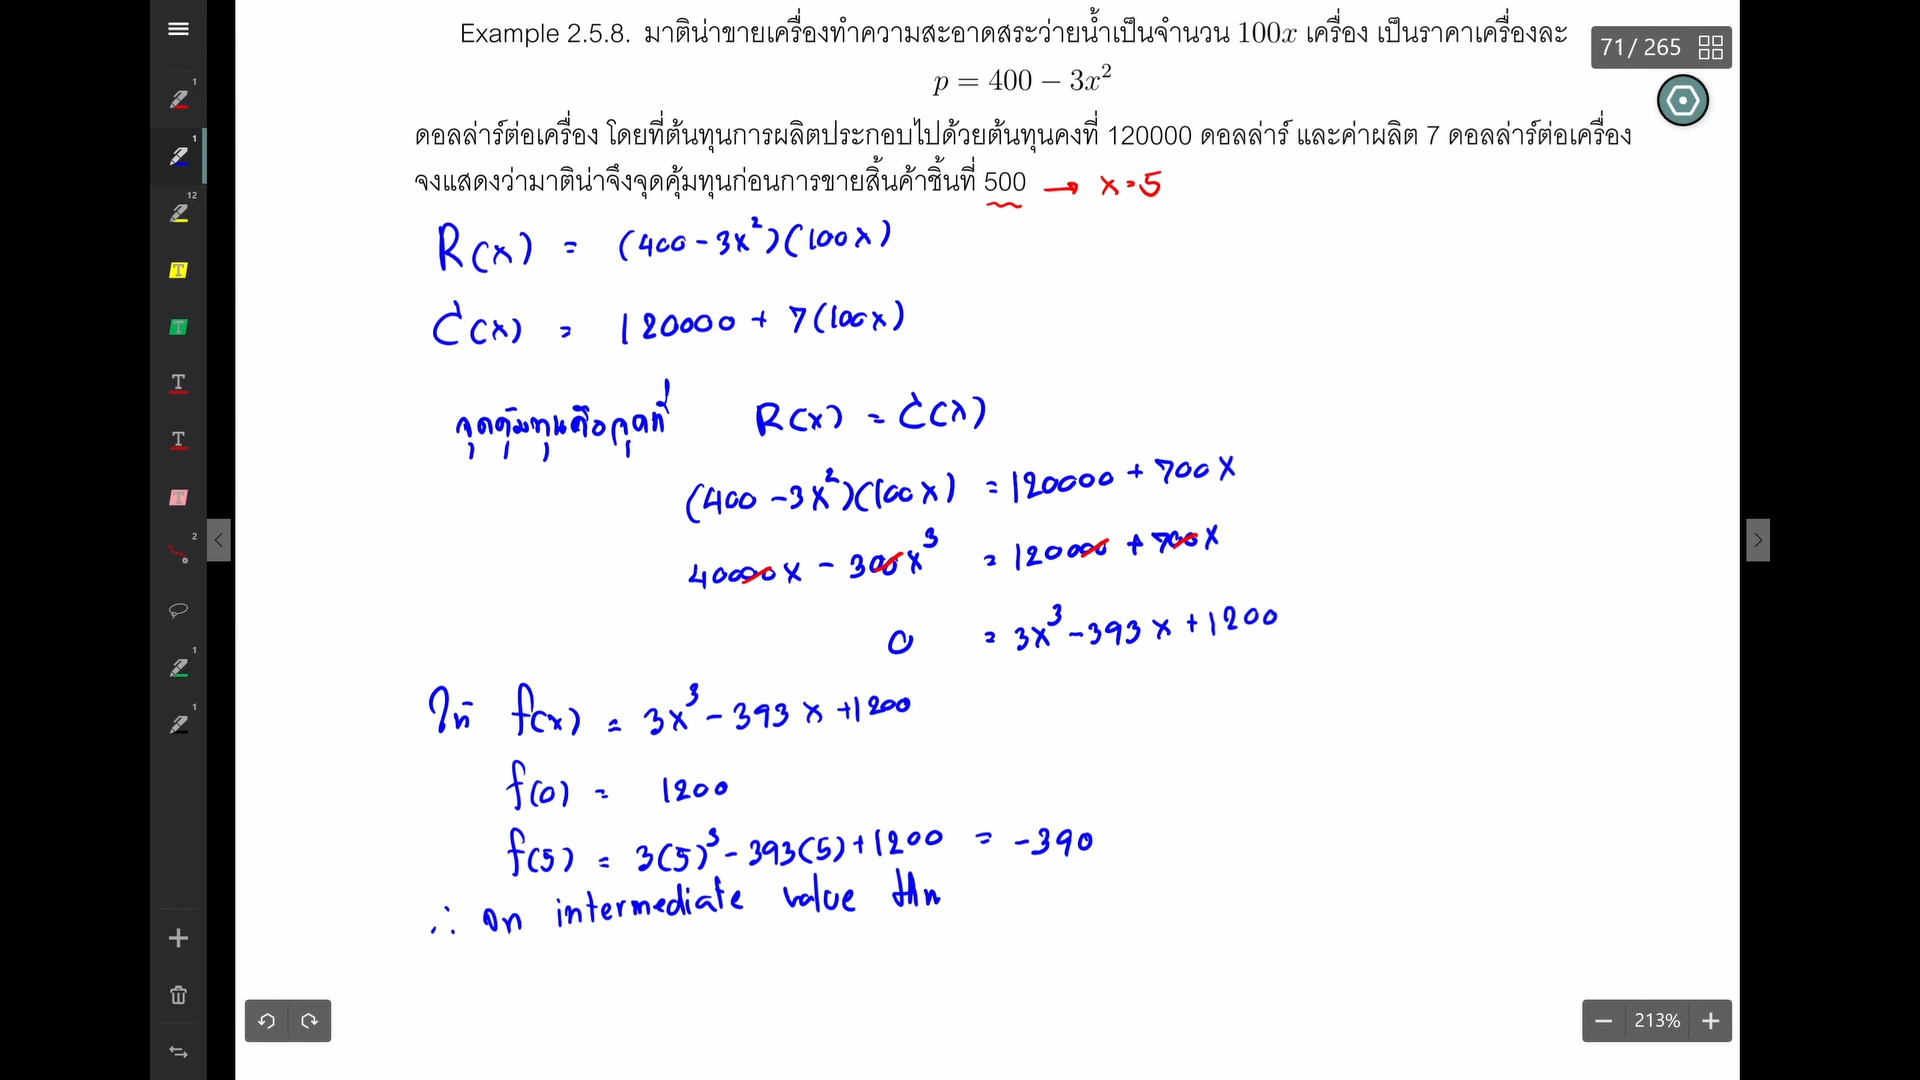 Example 2.5.8. มาติน่าขายเครื่องทำความสะอาดสระว่ายน้ำเป็นจำนวน 100x เครื่อง เป็นราคาเครื่องละ
p = 400 − 3x²
ดอลล่าร์ต่อเครื่อง โดยที่ต้นทุนการผลิตประกอบไปด้วยต้นทุนคงที่ 120000 ดอลล่าร์ และค่าผลิต 7 ดอลล่าร์ต่อเครื่อง
จงแสดงว่ามาติน่าจึงจุดคุ้มทุนก่อนการขายสิ้นค้าชิ้นที่ 500 → x = 5
R(x) = (400 - 3x²)(100x)
C(x) = 120000 + 7(100x)
จุดคุ้มทุนคือจุดที่ R(x) = C(x)
(400 - 3x²)(100x) = 120000 + 700x
40000x - 300x³ = 120000 + 700x
0 = 3x³ - 393x + 1200
ให้ f(x) = 3x³ - 393x + 1200
f(0) = 1200
f(5) = 3(5)³ - 393(5) + 1200 = -390
∴ จาก intermediate value thm
71 / 265
213%
1
1
12
T
T
T
T
T
2
1
1